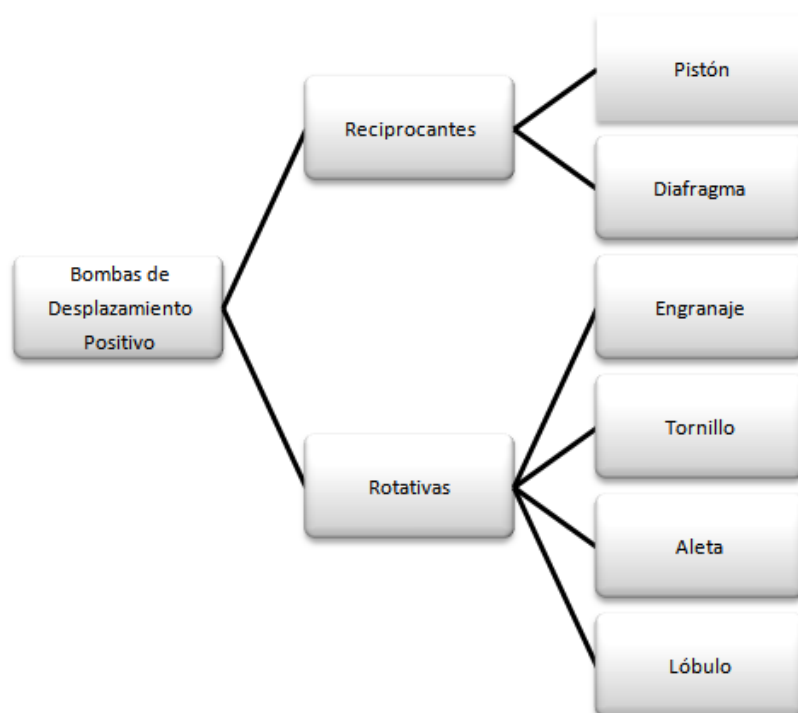 Bombas de
Desplazamiento
Positivo
Reciprocantes
Pistón
Diafragma
Rotativas
Engranaje
Tornillo
Aleta
Lóbulo